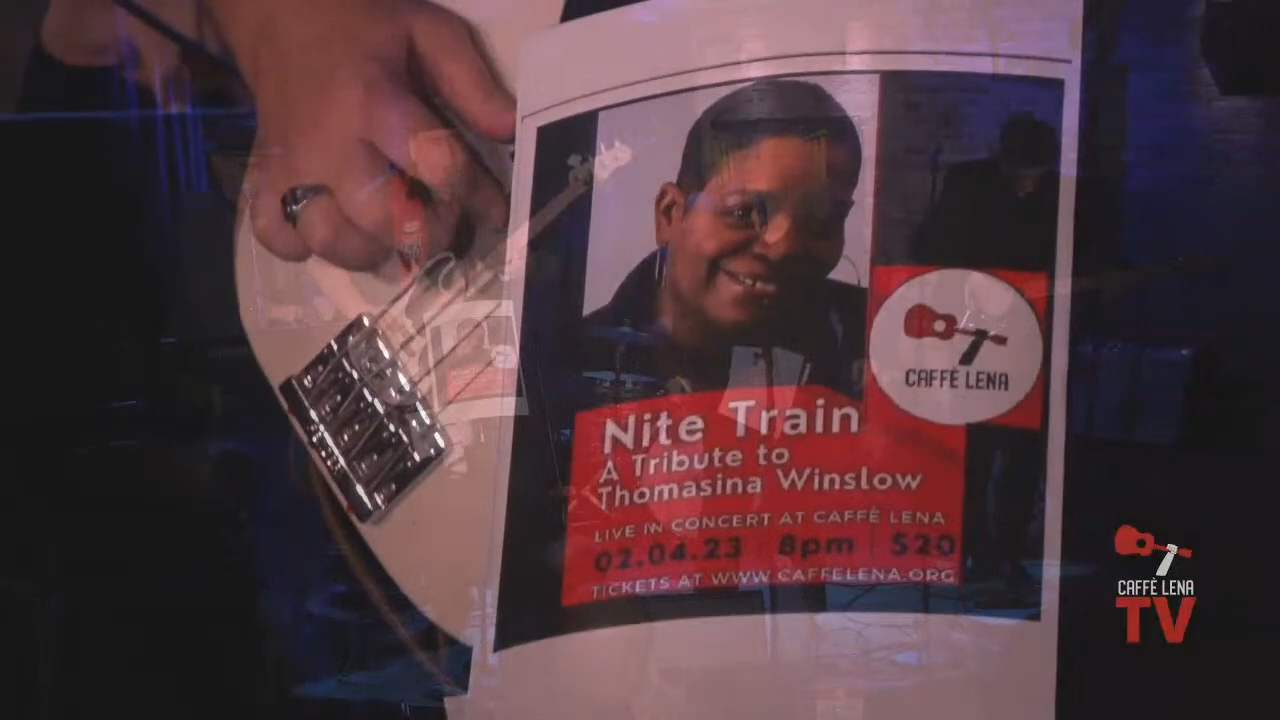 CAFFÈ LENA
Nite Train
A Tribute to
Thomasina Winslow
LIVE IN CONCERT AT CAFFÈ LENA
02.04.23 8pm $20
TICKETS AT WWW.CAFFELENA.ORG
CAFFÈ LENA
TV